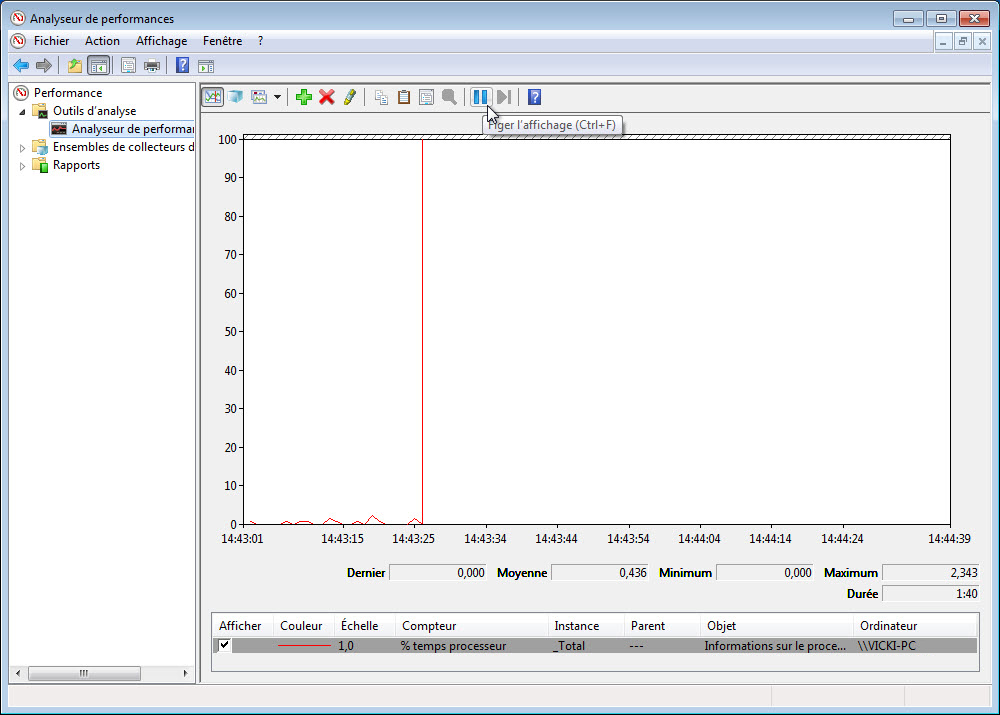 Analyseur de performances
Fichier Action Affichage Fenêtre ?
Performance
Outils d'analyse
Analyseur de performa
Ensembles de collecteurs d
Rapports
Figer l'affichage (Ctrl+F)
100
90
80
70
60
50
40
30
20
10
0
14:43:01 14:43:15 14:43:25 14:43:34 14:43:44 14:43:54 14:44:04 14:44:14 14:44:24 14:44:39
Dernier 0,000 Moyenne 0,436 Minimum 0,000 Maximum 2,343
Durée 1:40
Afficher Couleur Échelle Compteur Instance Parent Objet Ordinateur
1,0 % temps processeur _Total --- Informations sur le proce... \\VICKI-PC